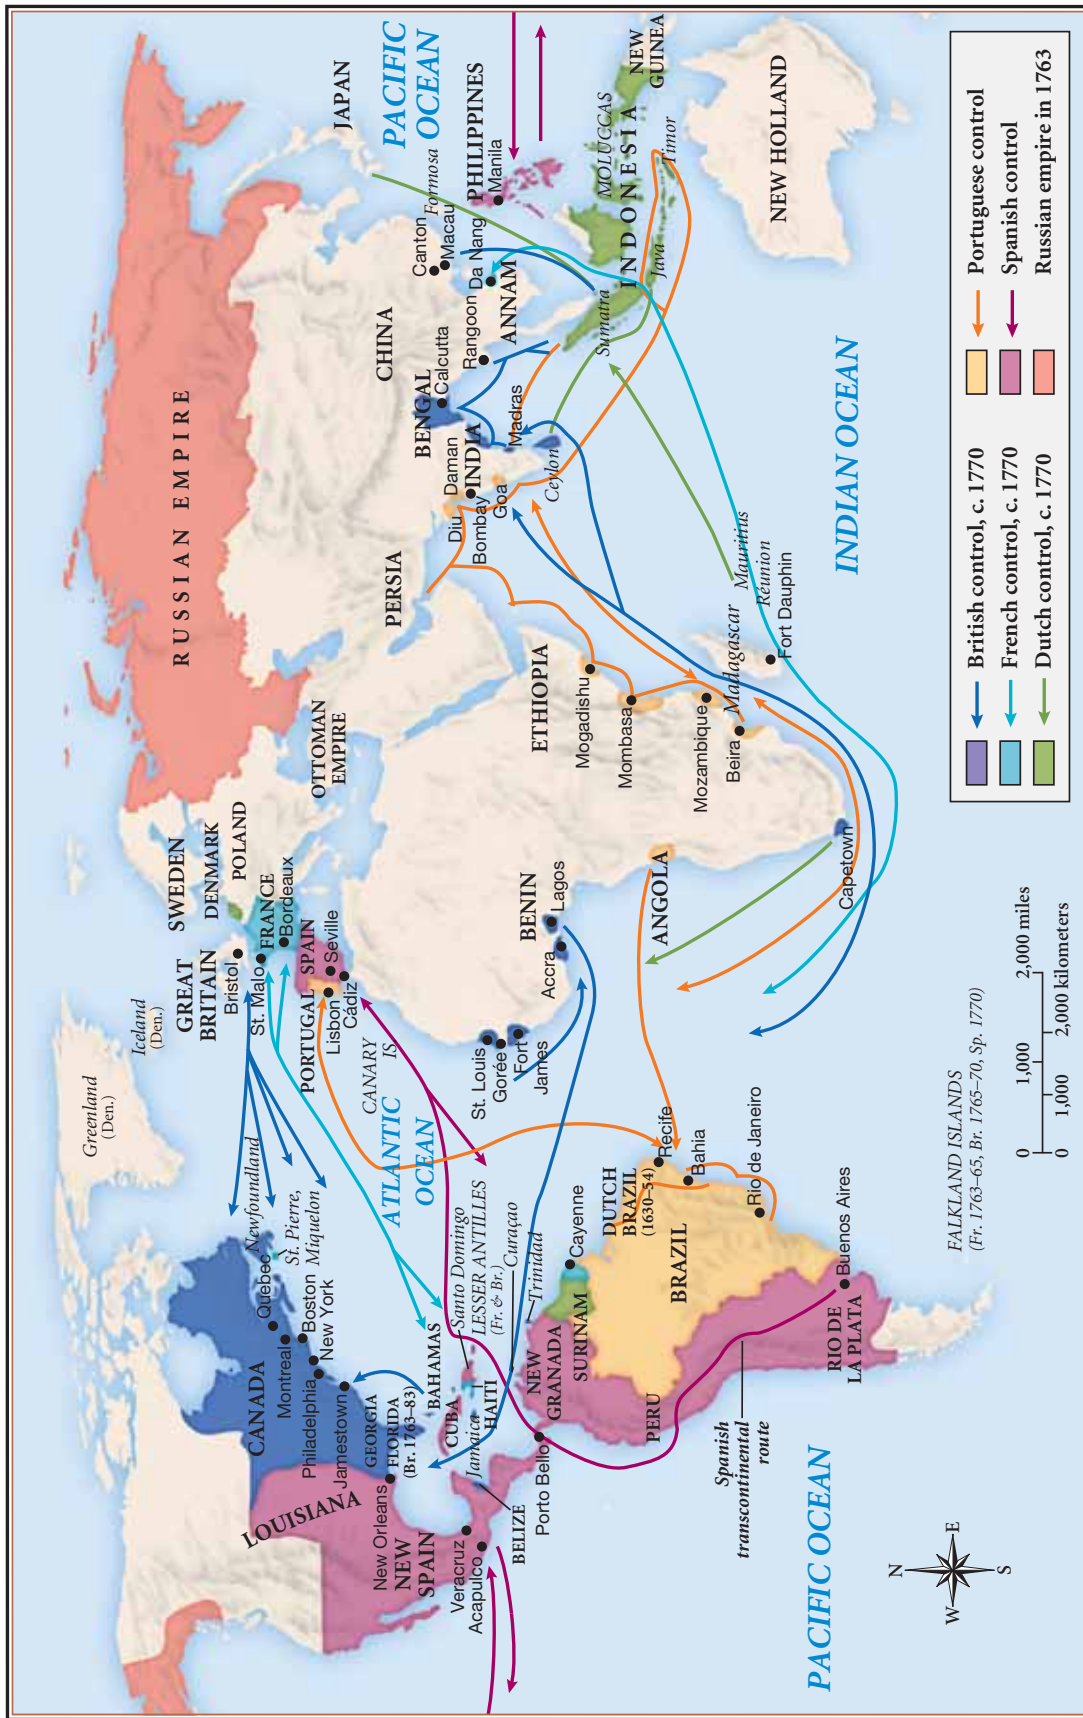 Greenland
(Den.)
Iceland
(Den.)
GREAT
BRITAIN
Bristol
SWEDEN
DENMARK
POLAND
St. Malo
FRANCE
Bordeaux
PORTUGAL
SPAIN
Lisbon
Seville
Cádiz
OTTOMAN
EMPIRE
RUSSIAN EMPIRE
PERSIA
CHINA
JAPAN
PACIFIC
OCEAN
CANADA
Quebec
Montreal
Newfoundland
St. Pierre,
Miquelon
Boston
New York
Philadelphia
Jamestown
GEORGIA
FLORIDA
(Br. 1763–83)
LOUISIANA
New Orleans
NEW
SPAIN
Veracruz
Acapulco
BELIZE
Porto Bello
BAHAMAS
CUBA
Jamaica
HAITI
Santo Domingo
LESSER ANTILLES
(Fr. & Br.)
Curaçao
Trinidad
ATLANTIC
OCEAN
CANARY
IS.
NEW
GRANADA
SURINAM
Cayenne
DUTCH
BRAZIL
(1630–54)
Recife
Bahia
BRAZIL
Rio de Janeiro
PERU
Buenos Aires
RIO DE
LA PLATA
Spanish
transcontinental
route
PACIFIC OCEAN
FALKLAND ISLANDS
(Fr. 1763–65, Br. 1765–70, Sp. 1770)
St. Louis
Gorée
Fort
James
BENIN
Accra
Lagos
ANGOLA
Capetown
ETHIOPIA
Mogadishu
Mombasa
Mozambique
Beira
Madagascar
Mauritius
Réunion
Fort Dauphin
INDIAN OCEAN
Diu
Daman
Bombay
INDIA
Goa
BENGAL
Calcutta
Madras
Ceylon
Rangoon
ANNAM
Da Nang
Canton
Macau
Formosa
PHILIPPINES
Manila
Sumatra
INDONESIA
Java
MOLUCCAS
Timor
NEW
GUINEA
NEW HOLLAND
N
W
E
S
0
1,000
2,000 miles
0
1,000
2,000 kilometers
British control, c. 1770
French control, c. 1770
Dutch control, c. 1770
Portuguese control
Spanish control
Russian empire in 1763